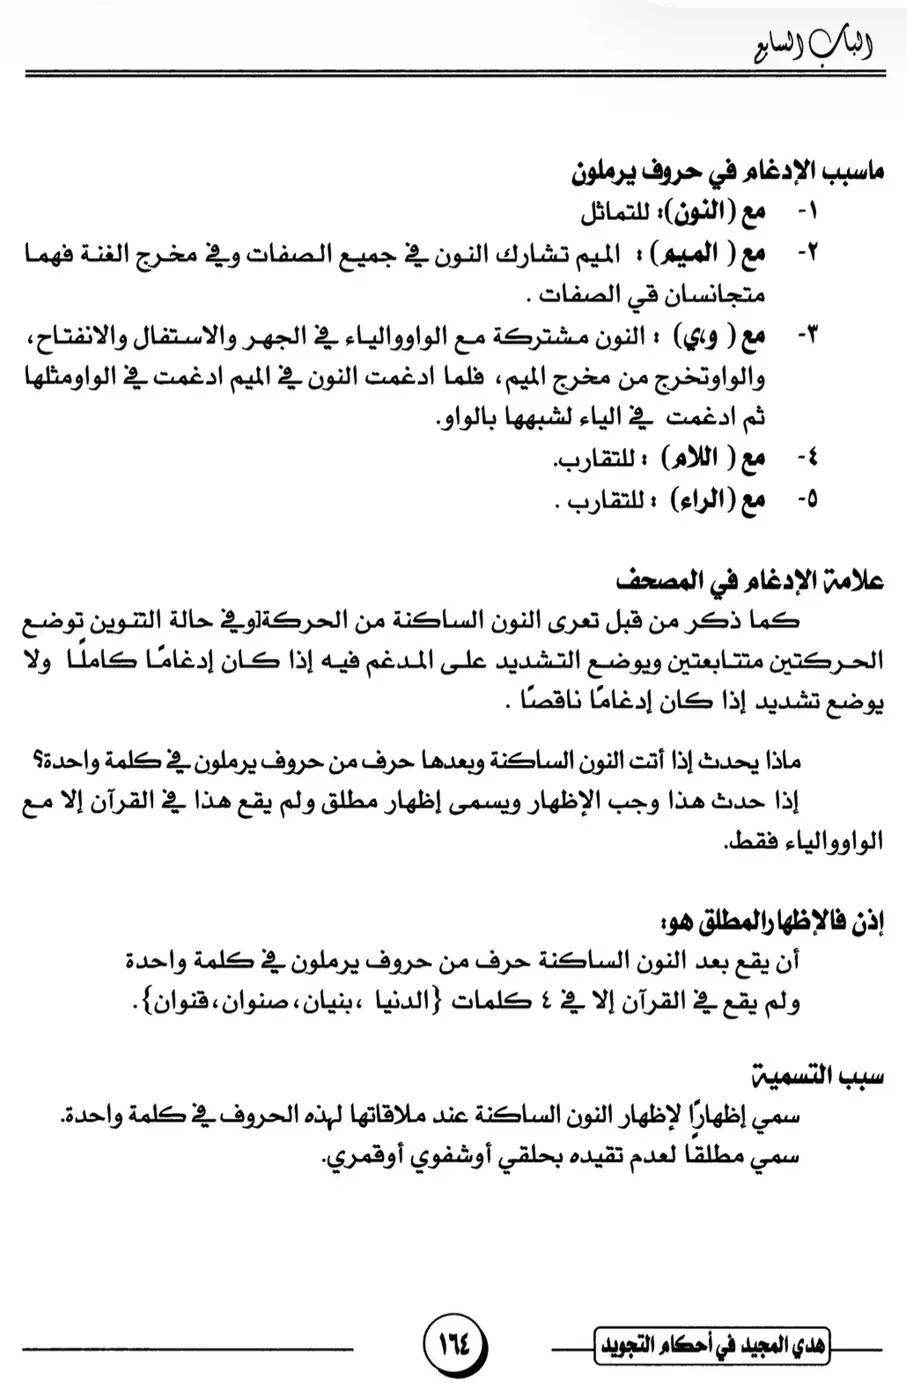 الباب السابع
ماسبب الإدغام في حروف يرملون
١- مع (النون): للتماثل
٢- مع ( الميم) : الميم تشارك النون في جميع الصفات وفي مخرج الغنة فهما
متجانسان في الصفات .
٣- مع ( و،ي) : النون مشتركة مع الواووالياء في الجهر والاستفال والانفتاح،
والواوتخرج من مخرج الميم، فلما ادغمت النون في الميم ادغمت في الواومثلها
ثم ادغمت في الياء لشبهها بالواو.
٤- مع ( اللام) : للتقارب.
٥- مع (الراء) : للتقارب .
علامة الإدغام في المصحف
كما ذكر من قبل تعرى النون الساكنة من الحركة[وفي حالة التنوين توضع
الحركتين متتابعتين ويوضع التشديد على المدغم فيه إذا كان إدغامًا كاملًا ولا
يوضع تشديد إذا كان إدغامًا ناقصًا .
ماذا يحدث إذا أتت النون الساكنة وبعدها حرف من حروف يرملون في كلمة واحدة؟
إذا حدث هذا وجب الإظهار ويسمى إظهار مطلق ولم يقع هذا في القرآن إلا مع
الواووالياء فقط.
إذن فالإظهارالمطلق هو:
أن يقع بعد النون الساكنة حرف من حروف يرملون في كلمة واحدة
ولم يقع في القرآن إلا في ٤ كلمات {الدنيا ،بنيان،صنوان،قنوان}.
سبب التسمية
سمي إظهارًا لإظهار النون الساكنة عند ملاقاتها لهذه الحروف في كلمة واحدة.
سمي مطلقًا لعدم تقيده بحلقي أوشفوي أوقمري.
هدي المجيد في أحكام التجويد
١٦٤